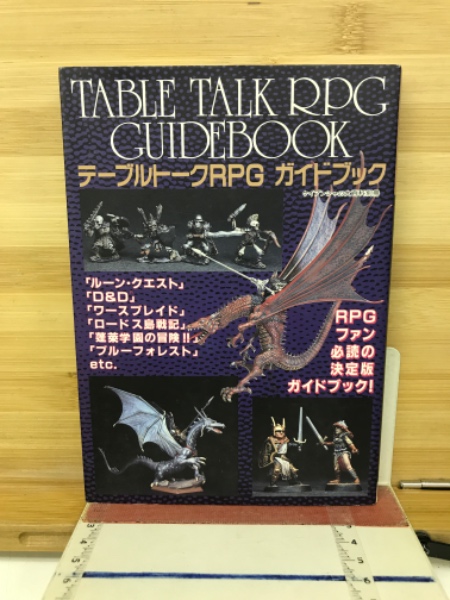 TABLE TALK RPG
GUIDEBOOK
テーブルトークRPG ガイドブック
「ルーン・クエスト」
「D&D」
「ワースブレイド」
「ロードス島戦記」
「蓬萊学園の冒険!!」
「ブルーフォレスト」
etc.
RPG
ファン
必読の
決定版
ガイドブック!